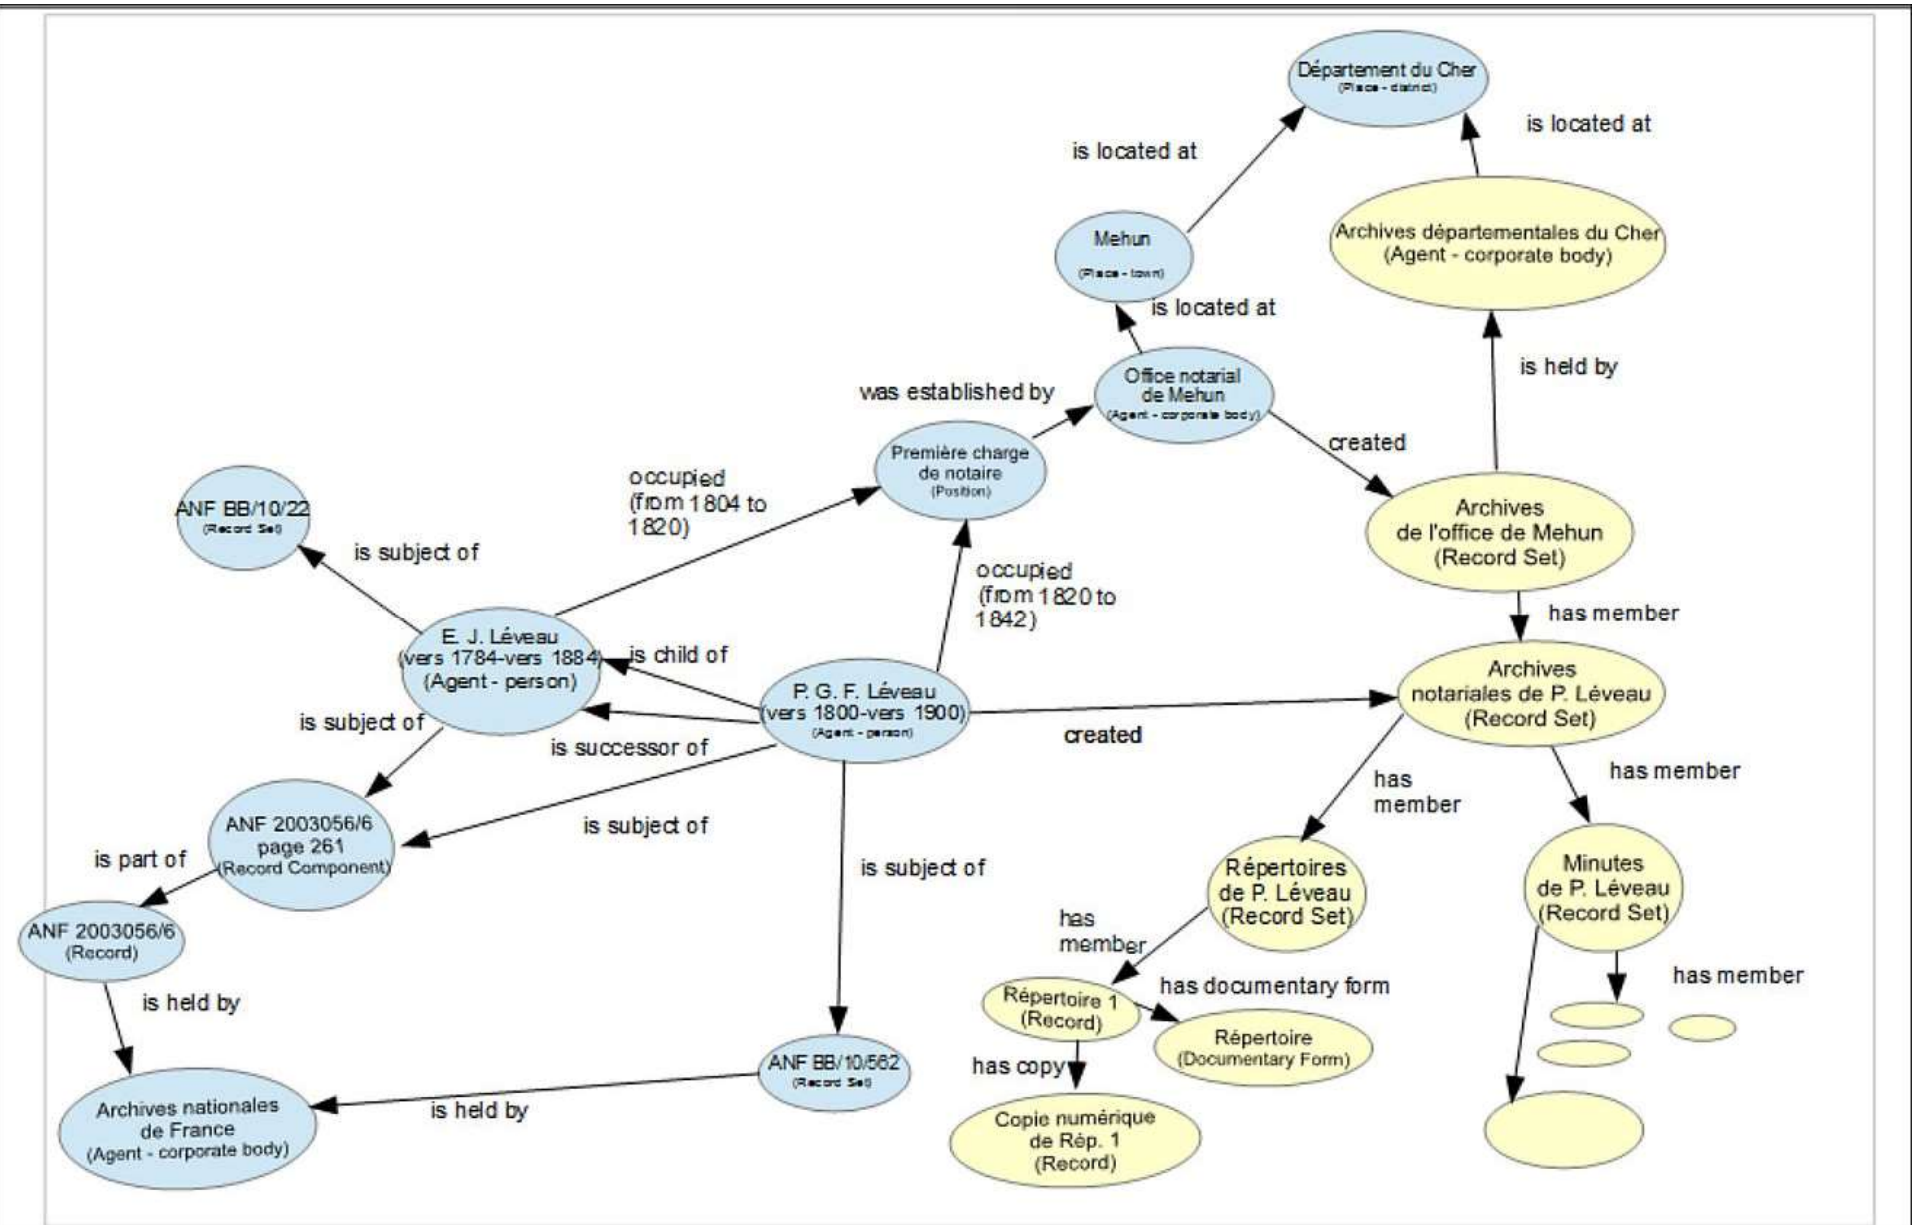 Département du Cher
(Place - district)
is located at
is located at
Mehun
(Place - town)
Archives départementales du Cher
(Agent - corporate body)
is located at
is held by
Office notarial
de Mehun
(Agent - corporate body)
was established by
created
Première charge
de notaire
(Position)
occupied
(from 1804 to
1820)
ANF BB/10/22
(Record Set)
is subject of
Archives
de l'office de Mehun
(Record Set)
occupied
(from 1820 to
1842)
has member
E. J. Léveau
(vers 1784-vers 1884)
(Agent - person)
is child of
P. G. F. Léveau
(vers 1800-vers 1900)
(Agent - person)
Archives
notariales de P. Léveau
(Record Set)
is subject of
is successor of
created
has member
has
member
ANF 2003056/6
page 261
(Record Component)
is subject of
is part of
is subject of
Répertoires
de P. Léveau
(Record Set)
Minutes
de P. Léveau
(Record Set)
ANF 2003056/6
(Record)
has
member
has member
is held by
Répertoire 1
(Record)
has documentary form
Répertoire
(Documentary Form)
has copy
ANF BB/10/562
(Record Set)
is held by
Archives nationales
de France
(Agent - corporate body)
Copie numérique
de Rép. 1
(Record)